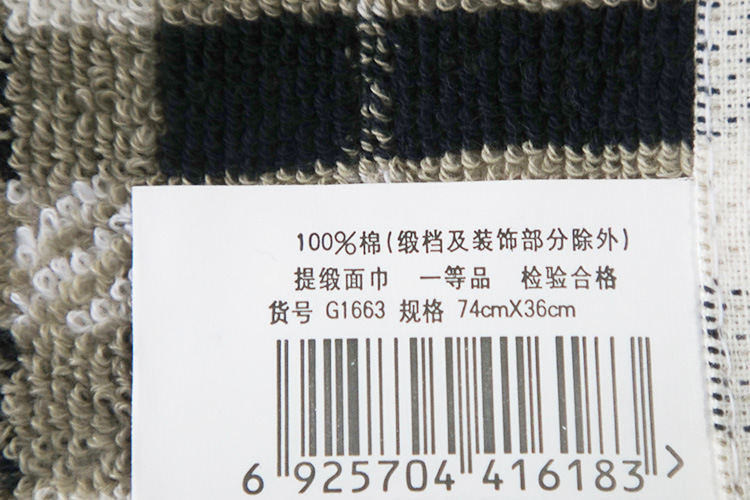 100%棉(缎档及装饰部分除外)
提缎面巾 一等品 检验合格
货号 G1663 规格 74cmX36cm
6 925704 416183 >